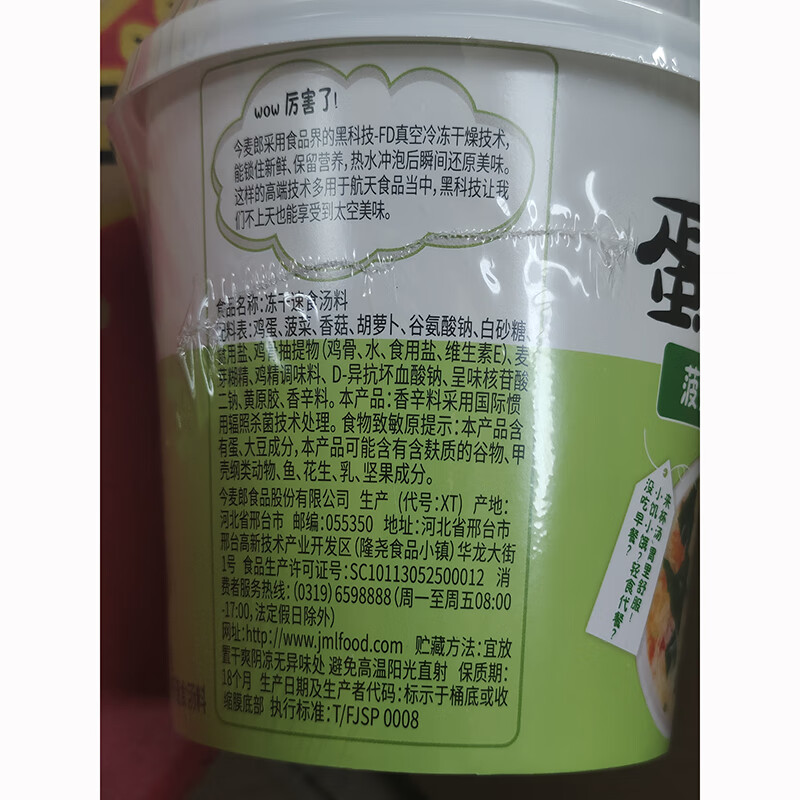 wow 厉害了!
今麦郎采用食品界的黑科技-FD真空冷冻干燥技术,
能锁住新鲜、保留营养,热水冲泡后瞬间还原美味。
这样的高端技术多用于航天食品当中,黑科技让我
们不上天也能享受到太空美味。
食品名称:冻干速食汤料
配料表:鸡蛋、菠菜、香菇、胡萝卜、谷氨酸钠、白砂糖、
食用盐、鸡骨抽提物(鸡骨、水、食用盐、维生素E)、麦
芽糊精、鸡精调味料、D-异抗坏血酸钠、呈味核苷酸
二钠、黄原胶、香辛料。本产品:香辛料采用国际惯
用辐照杀菌技术处理。食物致敏原提示:本产品含
有蛋、大豆成分,本产品可能含有含麸质的谷物、甲
壳纲类动物、鱼、花生、乳、坚果成分。
今麦郎食品股份有限公司 生产 (代号:XT) 产地:
河北省邢台市 邮编:055350 地址:河北省邢台市
邢台高新技术产业开发区(隆尧食品小镇)华龙大街
1号 食品生产许可证号:SC10113052500012 消
费者服务热线:(0319)6598888(周一至周五08:00
-17:00,法定假日除外)
网址:http://www.jmlfood.com 贮藏方法:宜放
置干爽阴凉无异味处 避免高温阳光直射 保质期:
18个月 生产日期及生产者代码:标示于桶底或收
缩膜底部 执行标准:T/FJSP 0008
蛋
菠
来杯汤 胃里舒服!
小饿小饿?轻食代餐?
没吃早餐?